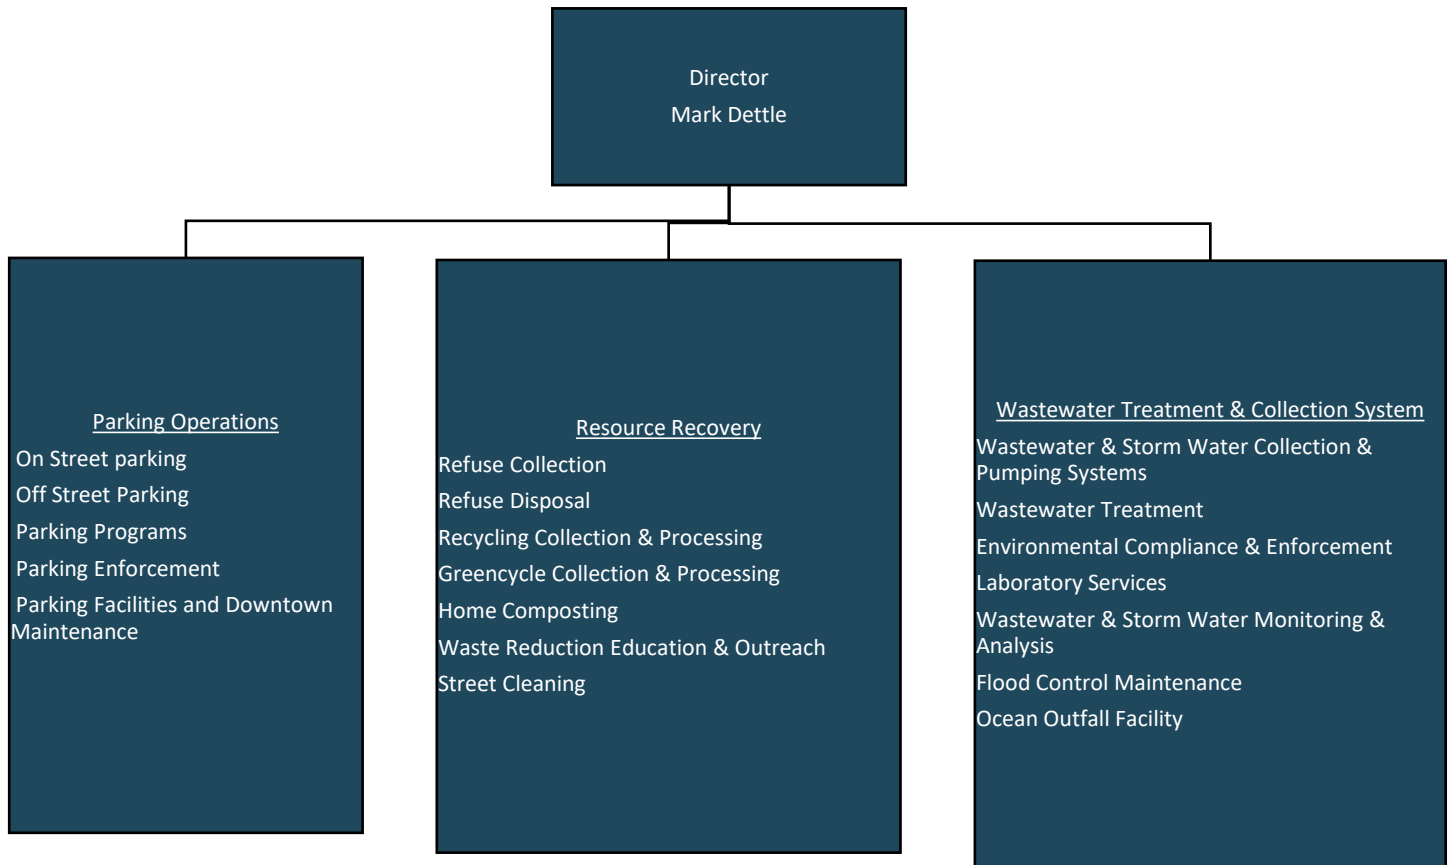 Director
Mark Dettle
Parking Operations
On Street parking
Off Street Parking
Parking Programs
Parking Enforcement
Parking Facilities and Downtown
Maintenance
Resource Recovery
Refuse Collection
Refuse Disposal
Recycling Collection & Processing
Greencycle Collection & Processing
Home Composting
Waste Reduction Education & Outreach
Street Cleaning
Wastewater Treatment & Collection System
Wastewater & Storm Water Collection &
Pumping Systems
Wastewater Treatment
Environmental Compliance & Enforcement
Laboratory Services
Wastewater & Storm Water Monitoring &
Analysis
Flood Control Maintenance
Ocean Outfall Facility